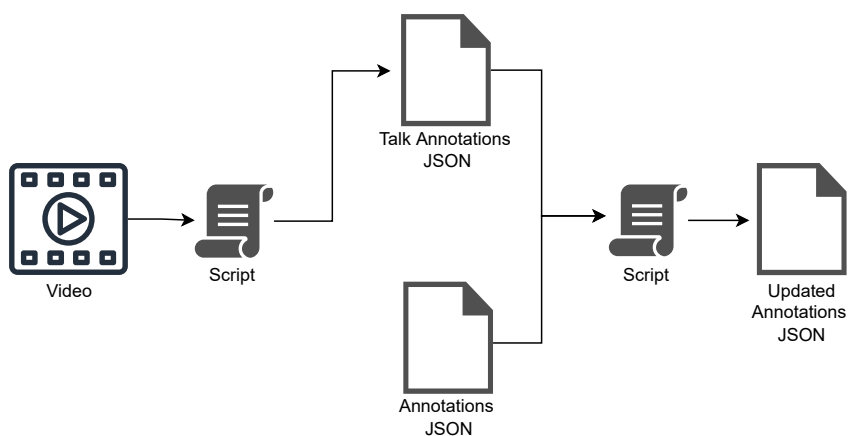 Talk Annotations
JSON
Video
Script
Script
Updated
Annotations
JSON
Annotations
JSON